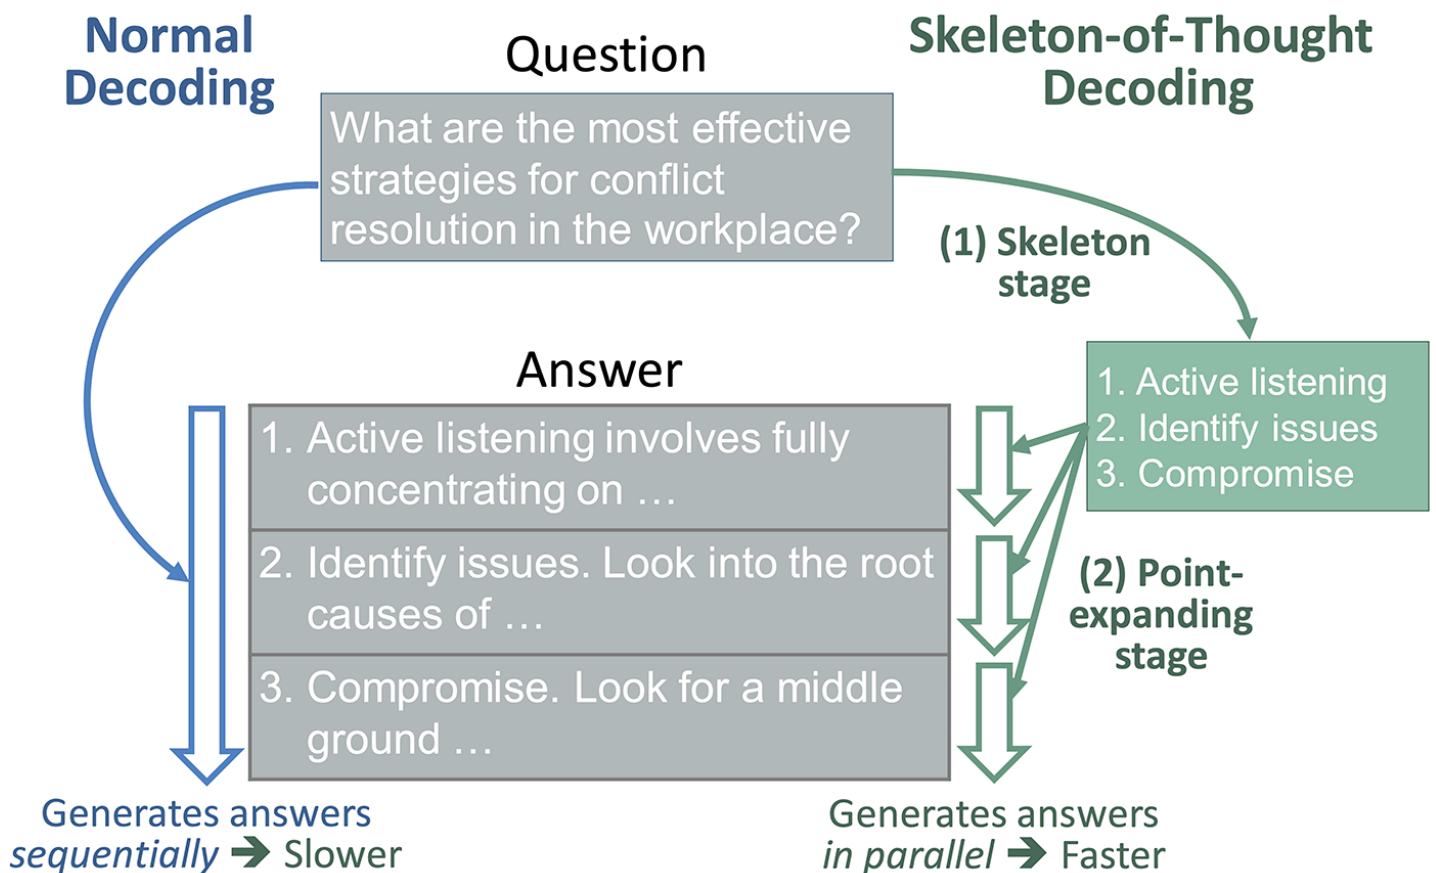 Normal
Decoding
Question
Skeleton-of-Thought
Decoding
What are the most effective
strategies for conflict
resolution in the workplace?
(1) Skeleton
stage
Answer
1. Active listening
2. Identify issues
3. Compromise
1. Active listening involves fully
concentrating on …
2. Identify issues. Look into the root
causes of …
3. Compromise. Look for a middle
ground …
(2) Point-
expanding
stage
Generates answers
sequentially ➔ Slower
Generates answers
in parallel ➔ Faster